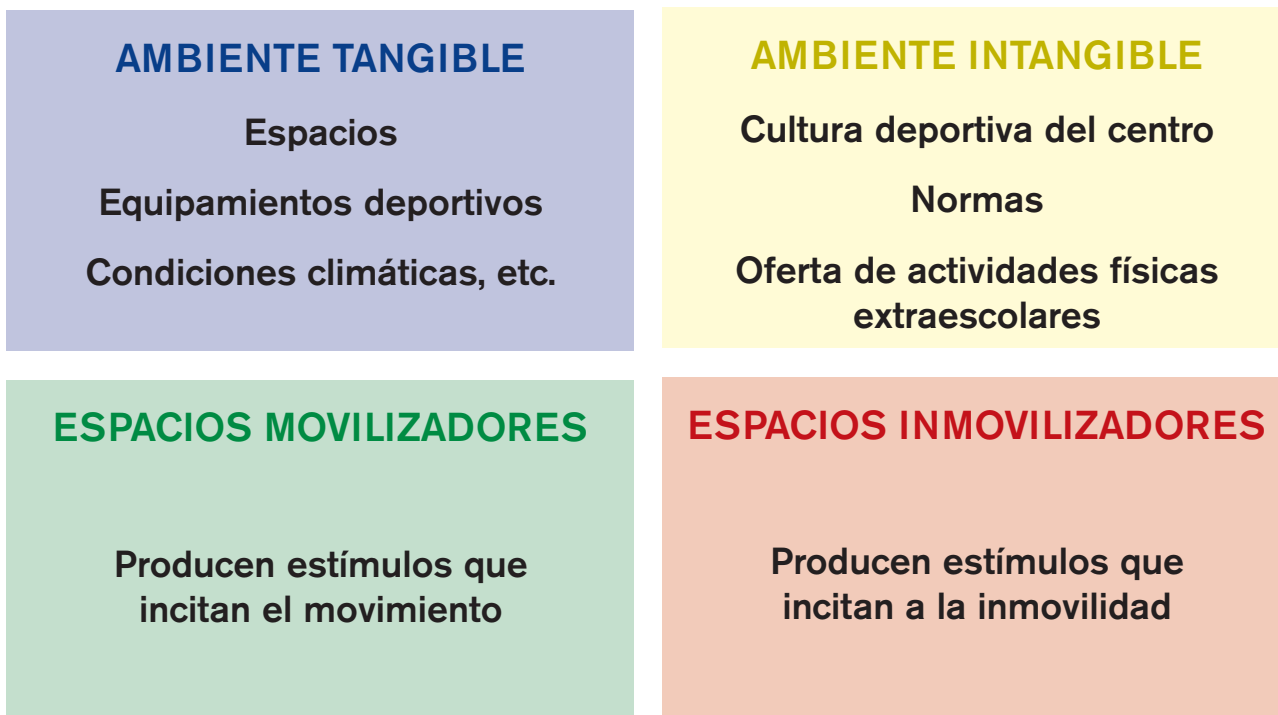 AMBIENTE TANGIBLE
Espacios
Equipamientos deportivos
Condiciones climáticas, etc.
AMBIENTE INTANGIBLE
Cultura deportiva del centro
Normas
Oferta de actividades físicas
extraescolares
ESPACIOS MOVILIZADORES
Producen estímulos que
incitan el movimiento
ESPACIOS INMOVILIZADORES
Producen estímulos que
incitan a la inmovilidad